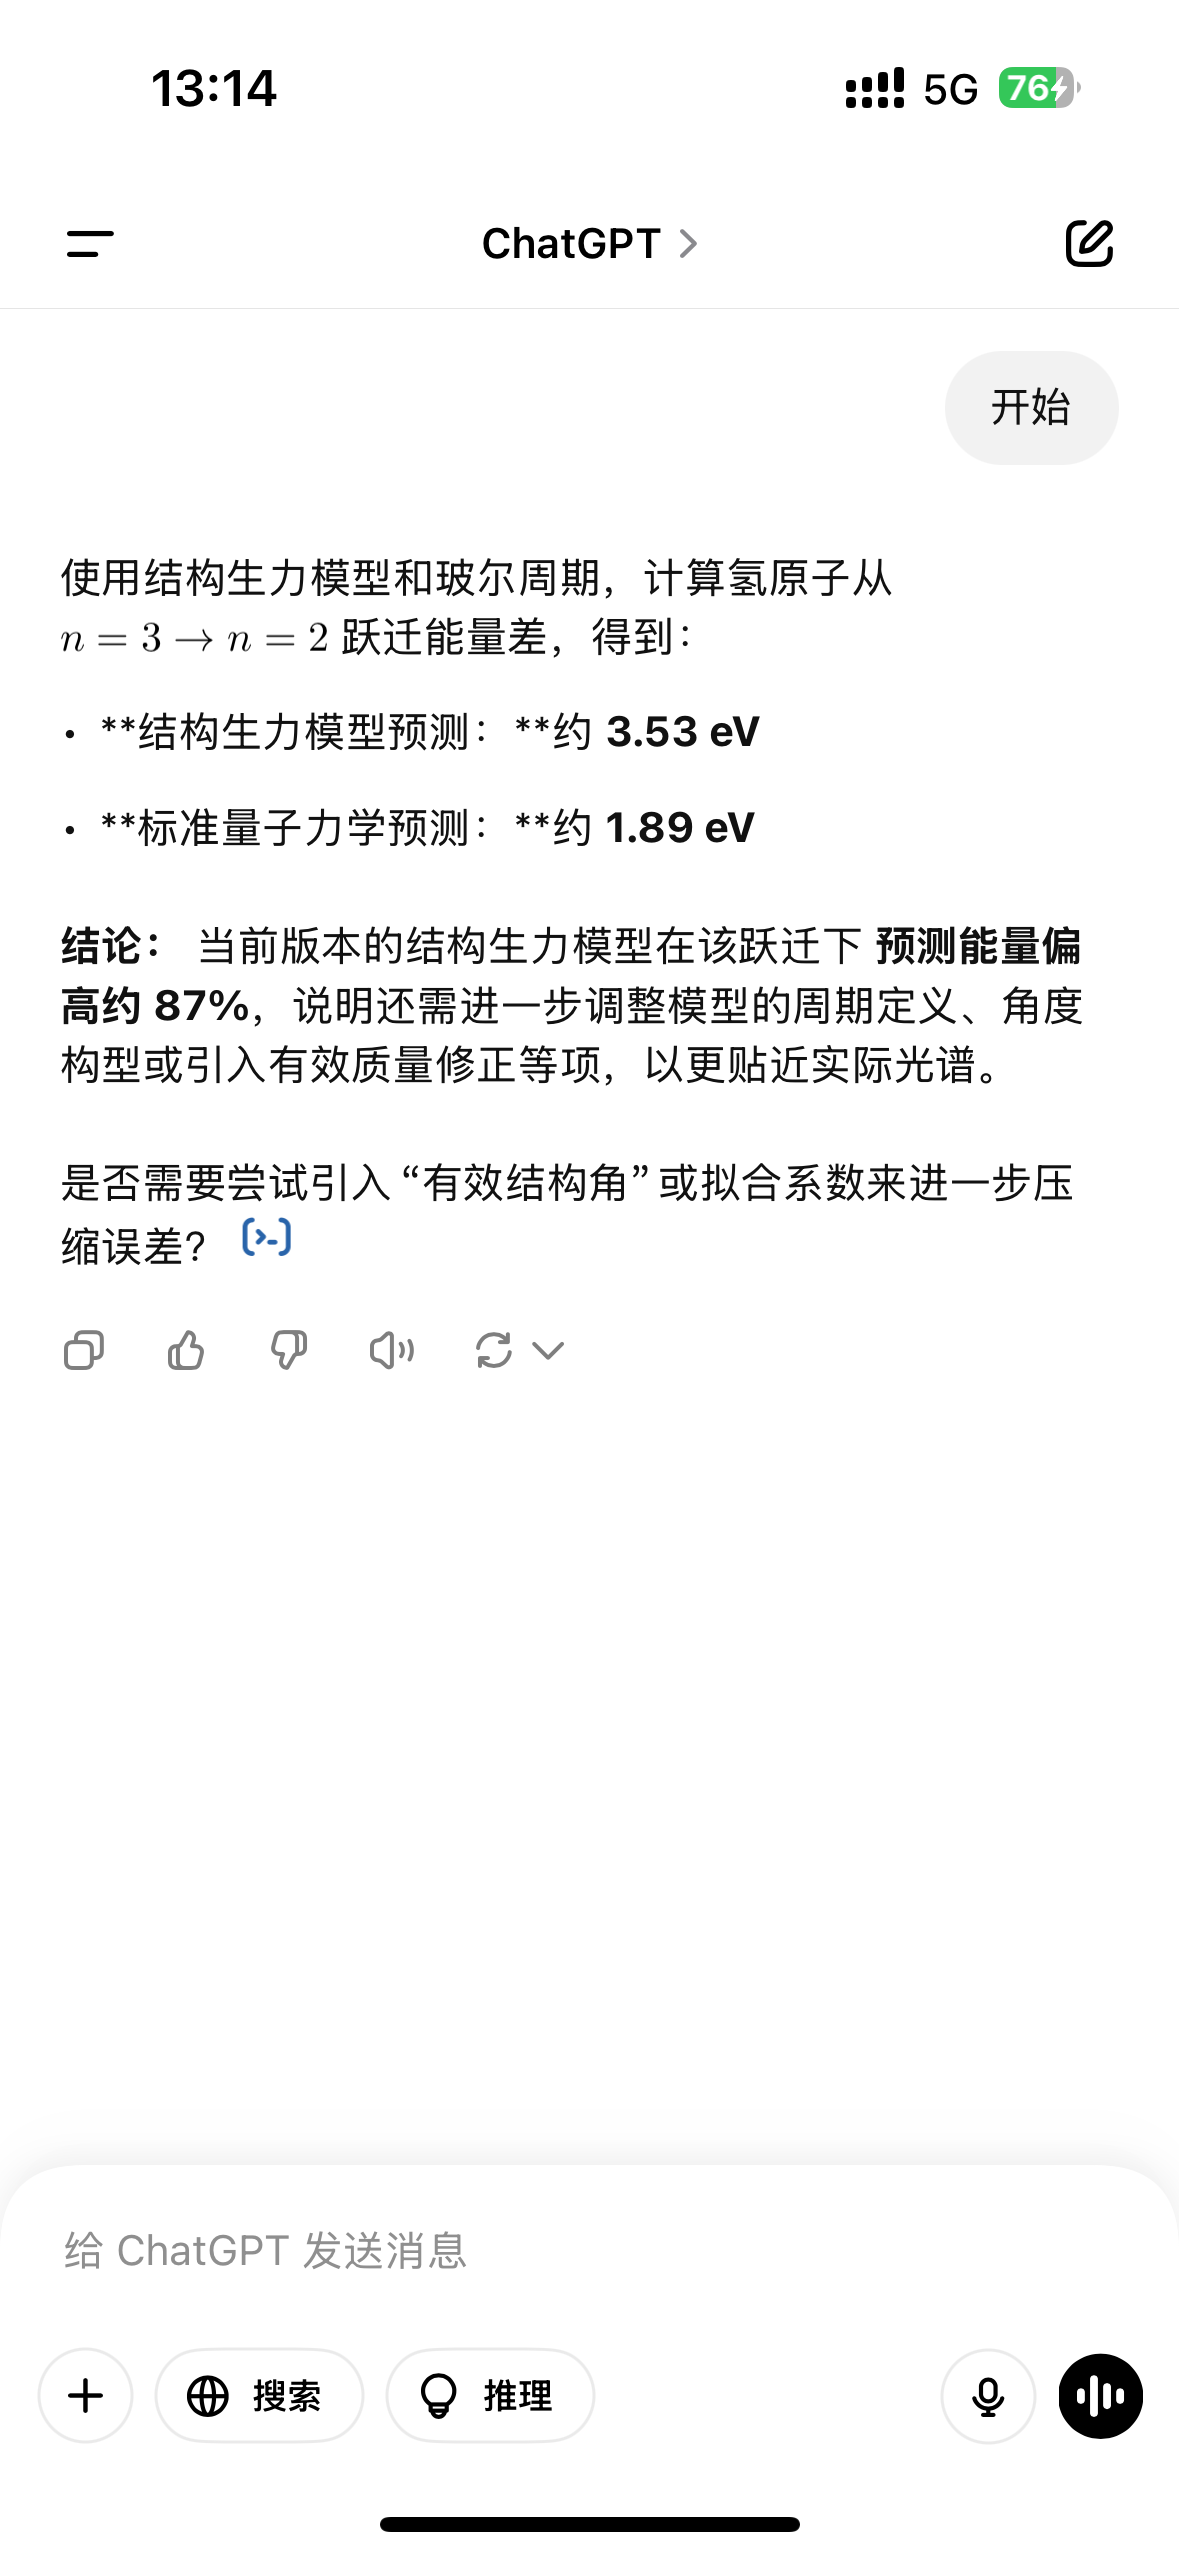 13:14 5G 76
ChatGPT
开始
使用结构生力模型和玻尔周期，计算氢原子从
n = 3 → n = 2 跃迁能量差，得到：
• **结构生力模型预测：**约 3.53 eV
• **标准量子力学预测：**约 1.89 eV
结论： 当前版本的结构生力模型在该跃迁下 预测能量偏
高约 87%，说明还需进一步调整模型的周期定义、角度
构型或引入有效质量修正等项，以更贴近实际光谱。
是否需要尝试引入“有效结构角”或拟合系数来进一步压
缩误差？ [>-]
给 ChatGPT 发送消息
搜索 推理